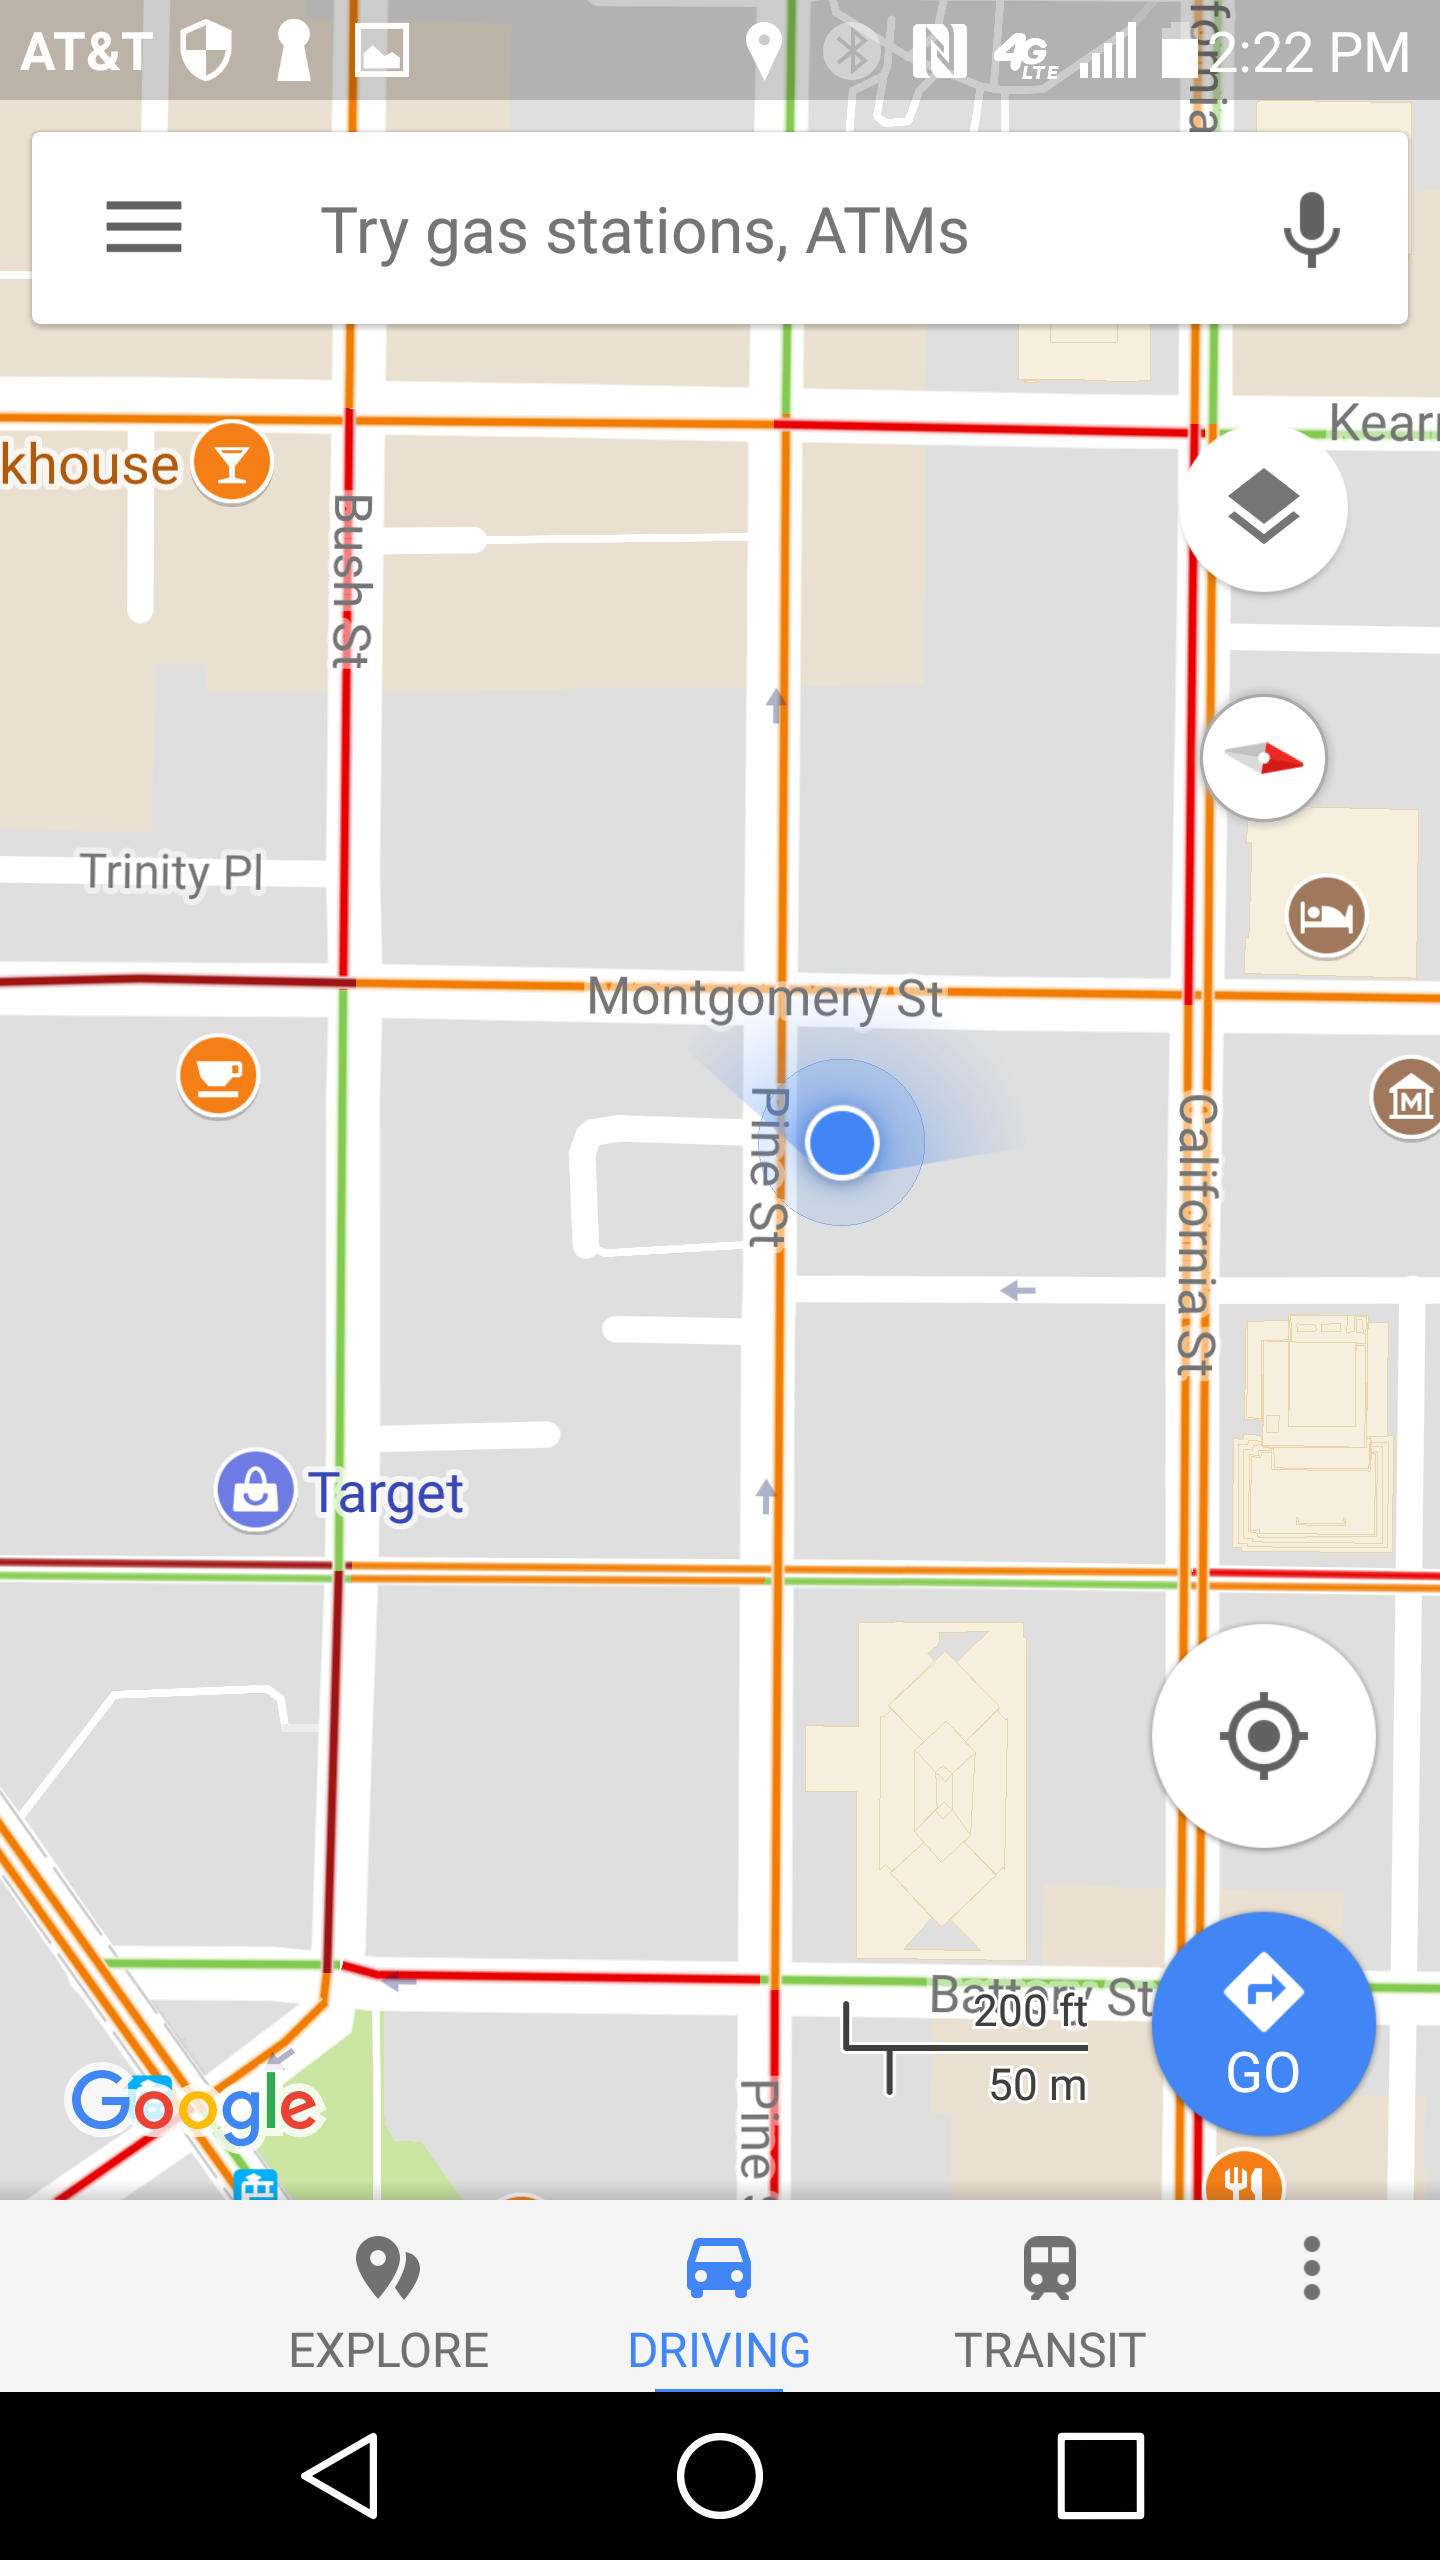 AT&T
4G LTE
2:22 PM
fornia
Try gas stations, ATMs
Kearn
khouse
Bush St
Trinity Pl
Montgomery St
Pine St
California St
Target
Battery St
200 ft
50 m
GO
Google
Pine S
EXPLORE
DRIVING
TRANSIT